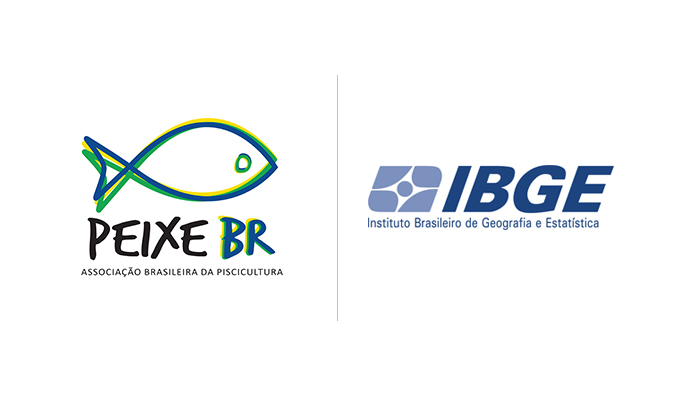 PEIXE BR
ASSOCIAÇÃO BRASILEIRA DA PISCICULTURA
IBGE
Instituto Brasileiro de Geografia e Estatística